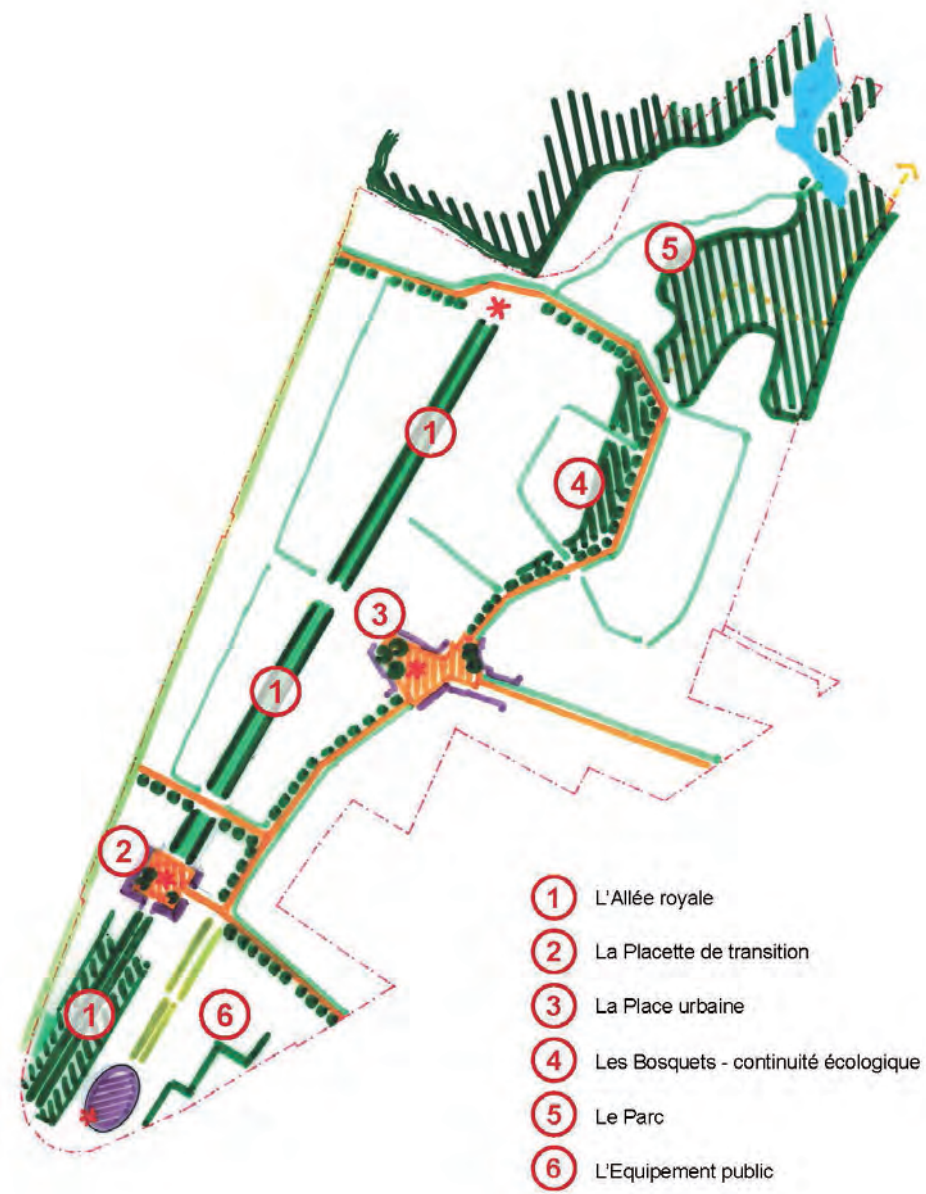 5
1
4
3
1
2
1
6
1 L'Allée royale
2 La Placette de transition
3 La Place urbaine
4 Les Bosquets - continuité écologique
5 Le Parc
6 L'Equipement public